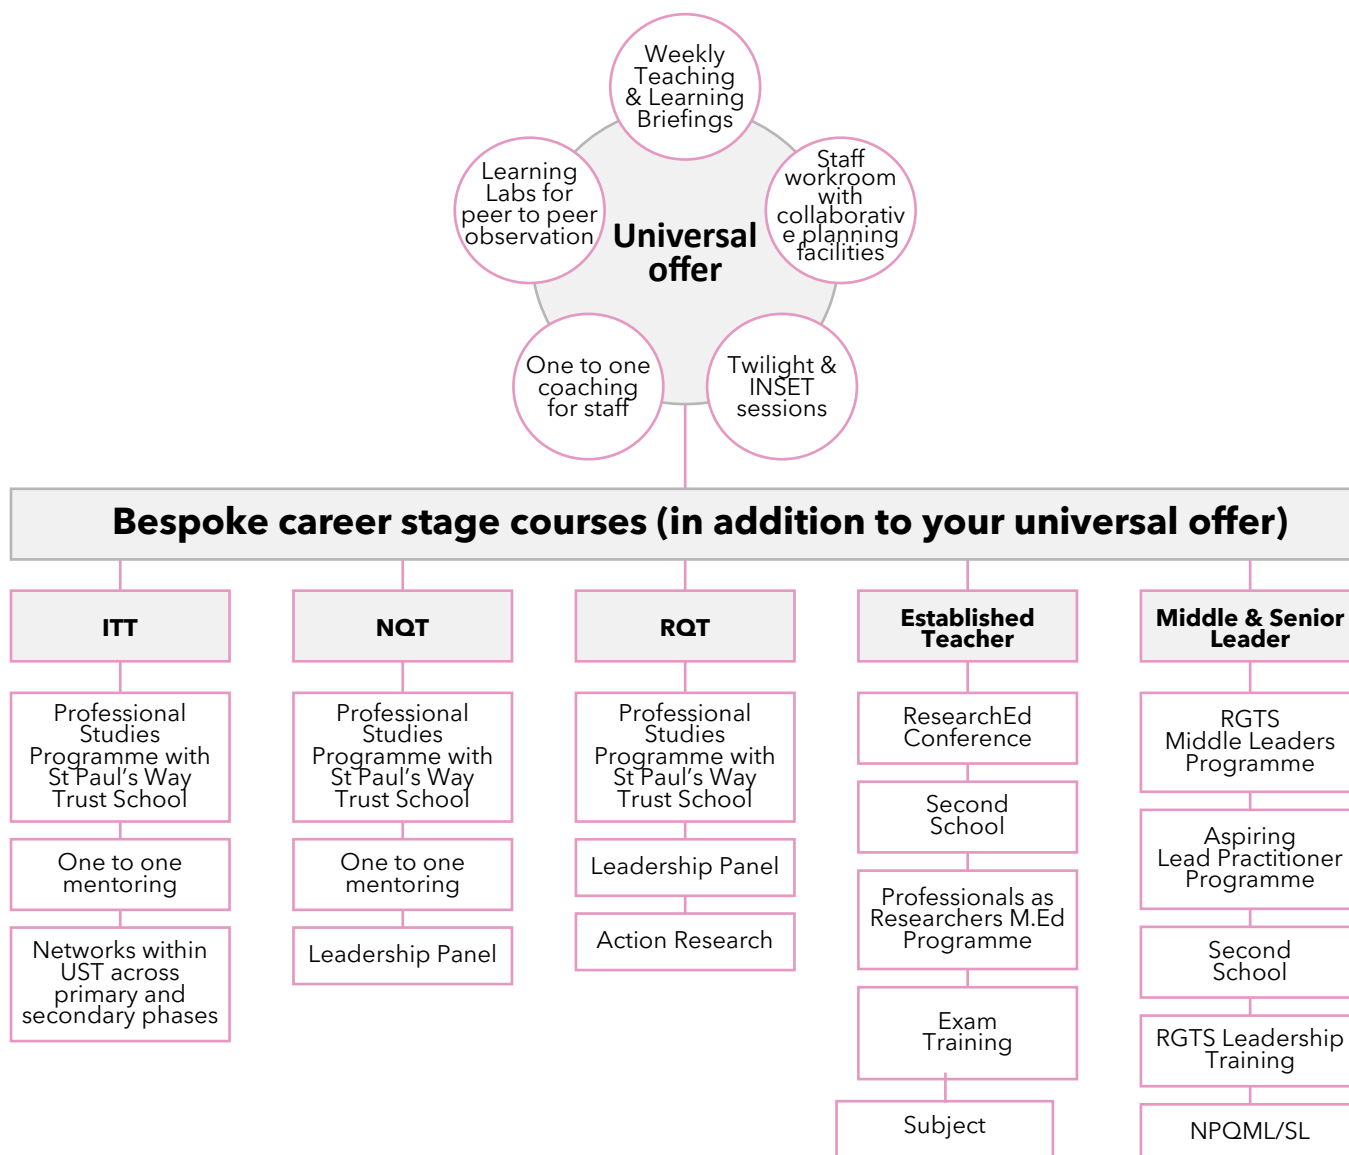 Weekly
Teaching
& Learning
Briefings
Learning
Labs for
peer to peer
observation
Staff
workroom
with
collaborativ
e planning
facilities
Universal
offer
One to one
coaching
for staff
Twilight &
INSET
sessions
Bespoke career stage courses (in addition to your universal offer)
ITT
Professional
Studies
Programme with
St Paul's Way
Trust School
One to one
mentoring
Networks within
UST across
primary and
secondary phases
NQT
Professional
Studies
Programme with
St Paul's Way
Trust School
One to one
mentoring
Leadership Panel
RQT
Professional
Studies
Programme with
St Paul's Way
Trust School
Leadership Panel
Action Research
Established
Teacher
ResearchEd
Conference
Second
School
Professionals as
Researchers M.Ed
Programme
Exam
Training
Subject
Middle & Senior
Leader
RGTS
Middle Leaders
Programme
Aspiring
Lead Practitioner
Programme
Second
School
RGTS Leadership
Training
NPQML/SL